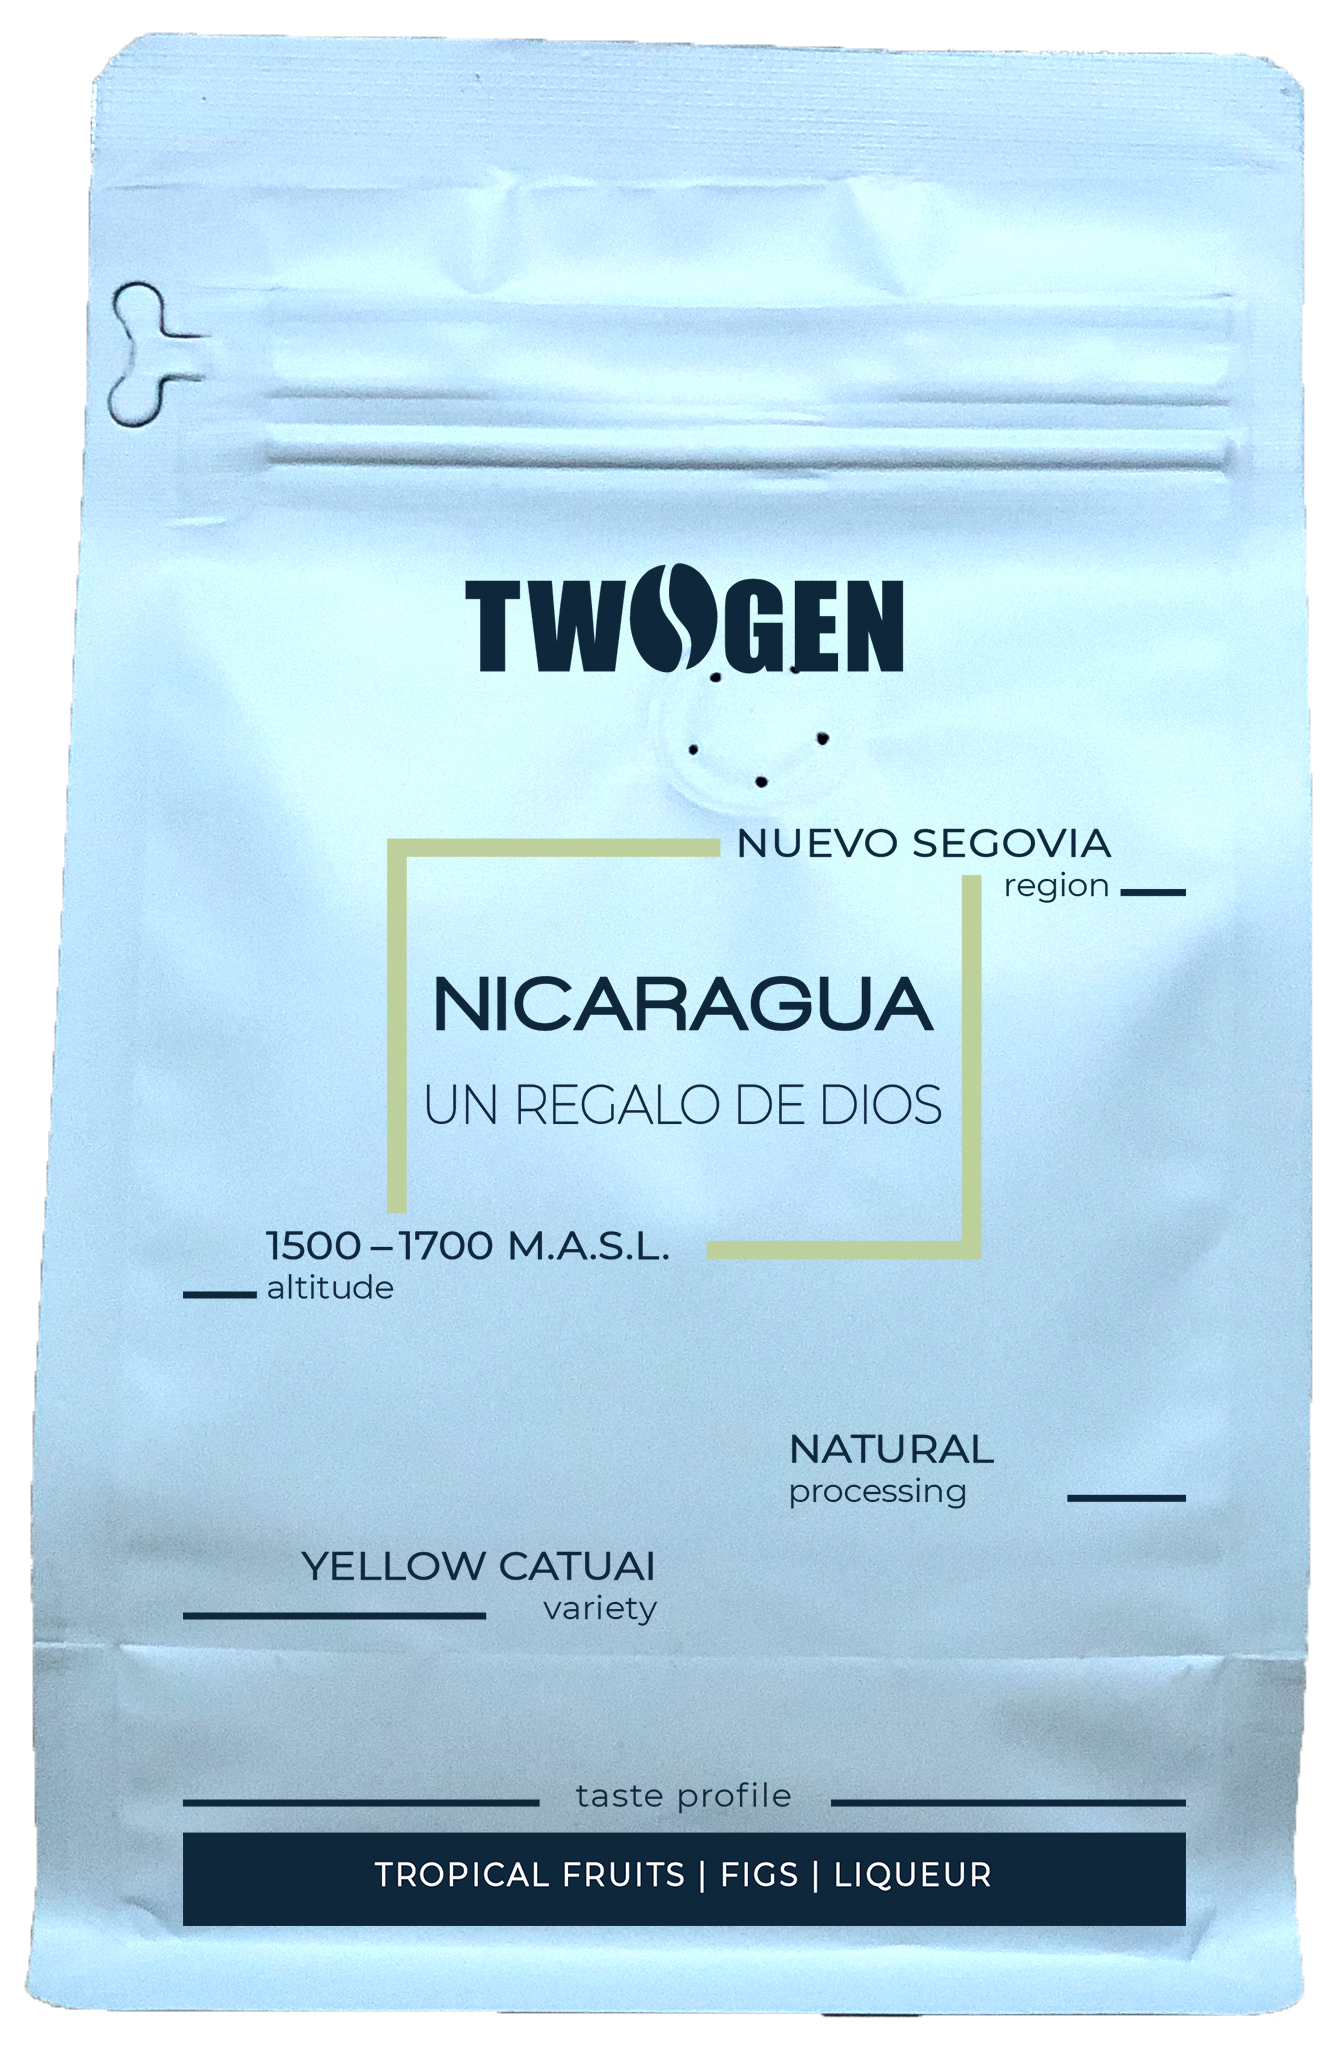 TWOGEN
NUEVO SEGOVIA
region
NICARAGUA
UN REGALO DE DIOS
1500 – 1700 M.A.S.L.
altitude
NATURAL
processing
YELLOW CATUAI
variety
taste profile
TROPICAL FRUITS | FIGS | LIQUEUR